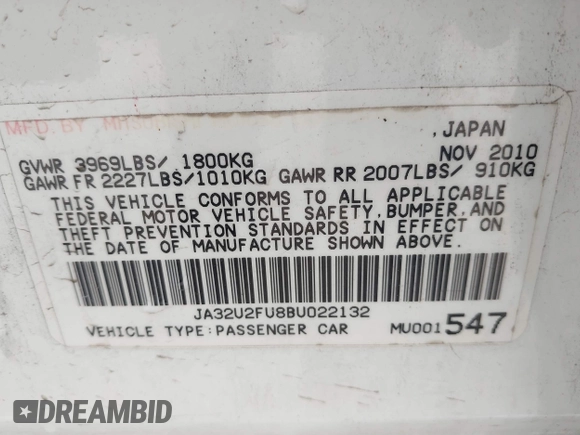 MFD.BY
,JAPAN
GVWR 3969LBS/ 1800KG NOV 2010
GAWR FR 2227LBS/1010KG GAWR RR 2007LBS/ 910KG
THIS VEHICLE CONFORMS TO ALL APPLICABLE
FEDERAL MOTOR VEHICLE SAFETY,BUMPER,AND
THEFT PREVENTION STANDARDS IN EFFECT ON
THE DATE OF MANUFACTURE SHOWN ABOVE.
JA32U2FU8BU022132
VEHICLE TYPE:PASSENGER CAR MU001547
DREAMBID